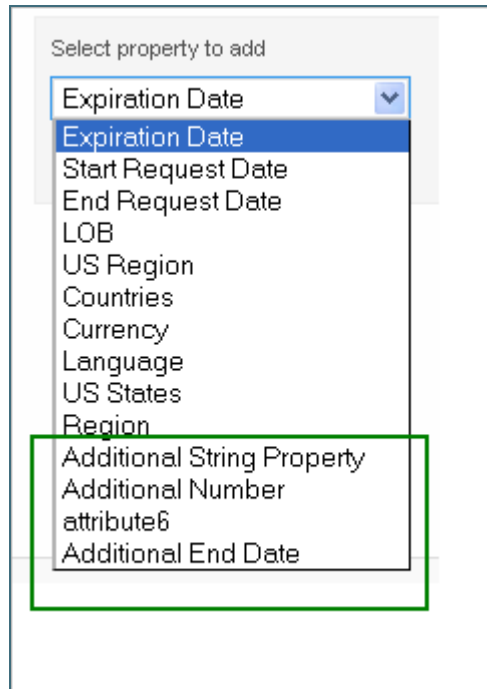 Select property to add
Expiration Date
Expiration Date
Start Request Date
End Request Date
LOB
US Region
Countries
Currency
Language
US States
Region
Additional String Property
Additional Number
attribute6
Additional End Date